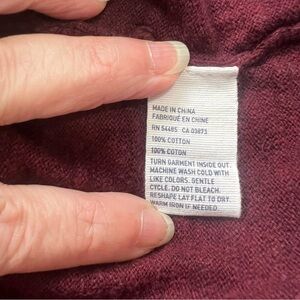 MADE IN CHINA
FABRIQUÉ EN CHINE
RN 54485 CA 03873
100% COTTON
100% COTON
TURN GARMENT INSIDE OUT.
MACHINE WASH COLD WITH
LIKE COLORS. GENTLE
CYCLE. DO NOT BLEACH.
RESHAPE LAY FLAT TO DRY.
WARM IRON IF NEEDED.